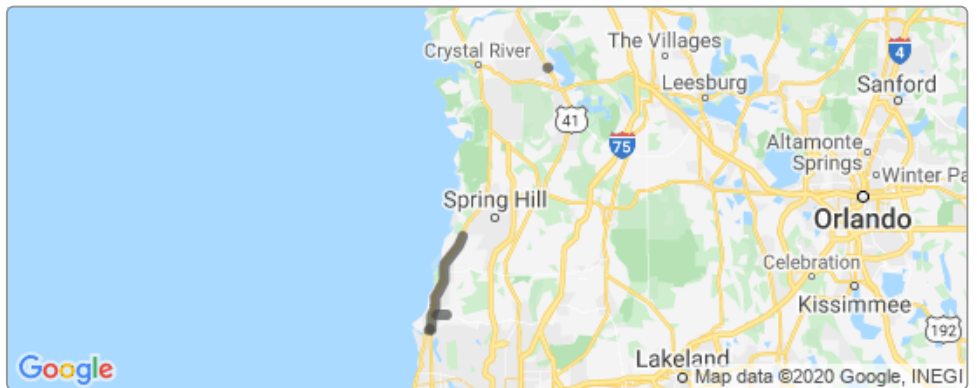 Crystal River
The Villages
4
Leesburg
Sanford
41
75
Altamonte
Springs
Winter Pa
Spring Hill
Orlando
Celebration
Kissimmee
192
Lakeland
Google
Map data ©2020 Google, INEGI